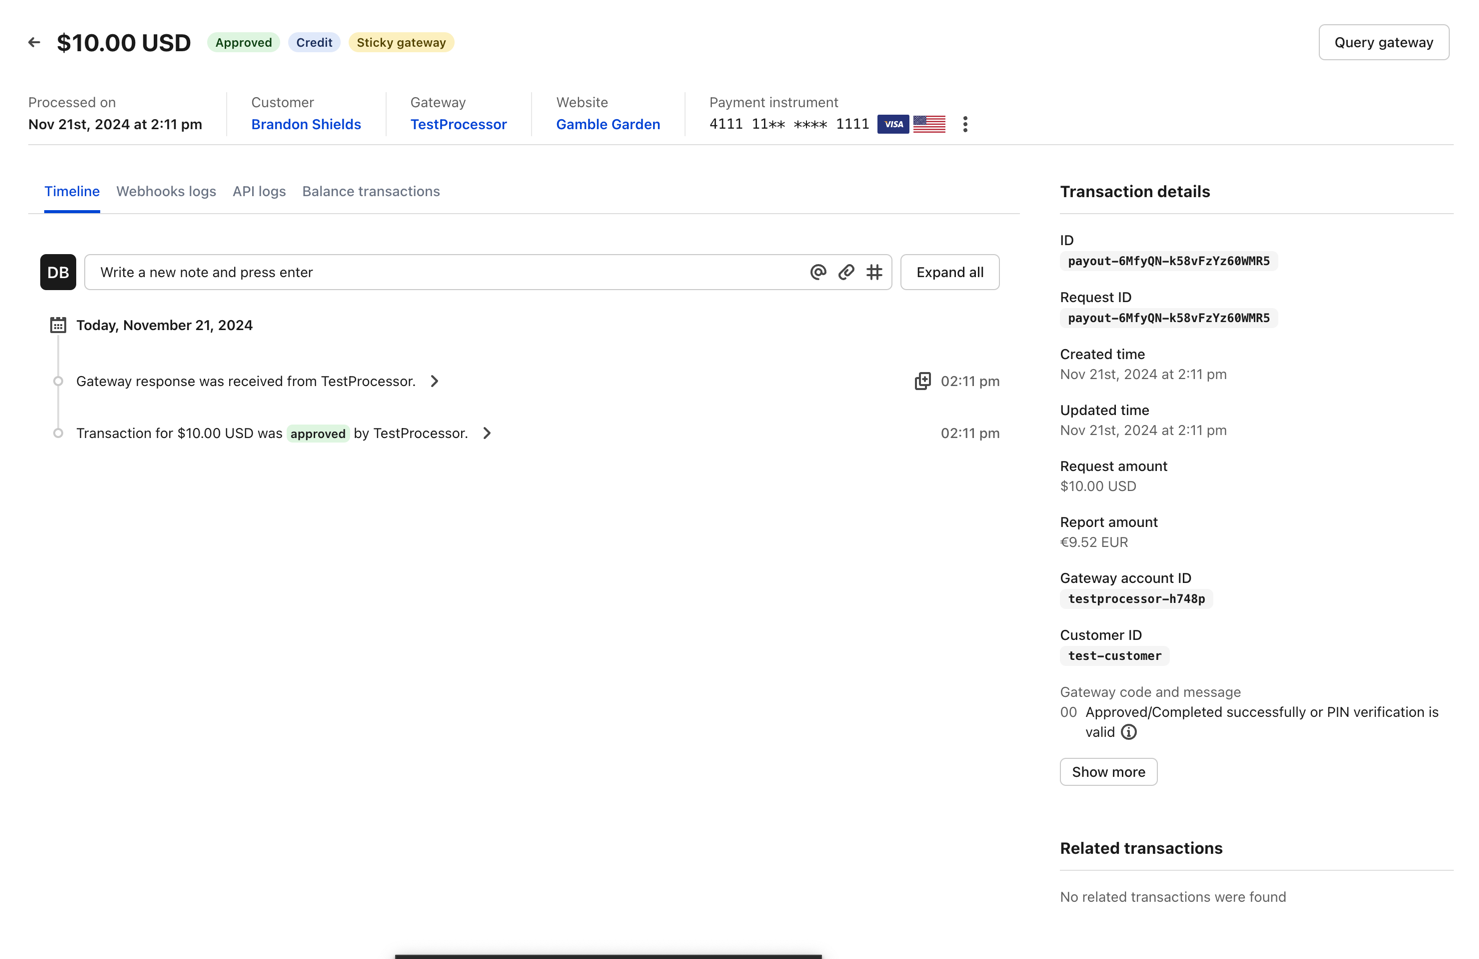 $10.00 USD Approved Credit Sticky gateway Query gateway
Processed on Customer Gateway Website Payment instrument
Nov 21st, 2024 at 2:11 pm Brandon Shields TestProcessor Gamble Garden 4111 11** **** 1111 VISA
Timeline Webhooks logs API logs Balance transactions
DB Write a new note and press enter Expand all
Today, November 21, 2024
Gateway response was received from TestProcessor. 02:11 pm
Transaction for $10.00 USD was approved by TestProcessor. 02:11 pm
Transaction details
ID
payout-6MfyQN-k58vFzYz60WMR5
Request ID
payout-6MfyQN-k58vFzYz60WMR5
Created time
Nov 21st, 2024 at 2:11 pm
Updated time
Nov 21st, 2024 at 2:11 pm
Request amount
$10.00 USD
Report amount
€9.52 EUR
Gateway account ID
testprocessor-h748p
Customer ID
test-customer
Gateway code and message
00 Approved/Completed successfully or PIN verification is
valid
Show more
Related transactions
No related transactions were found